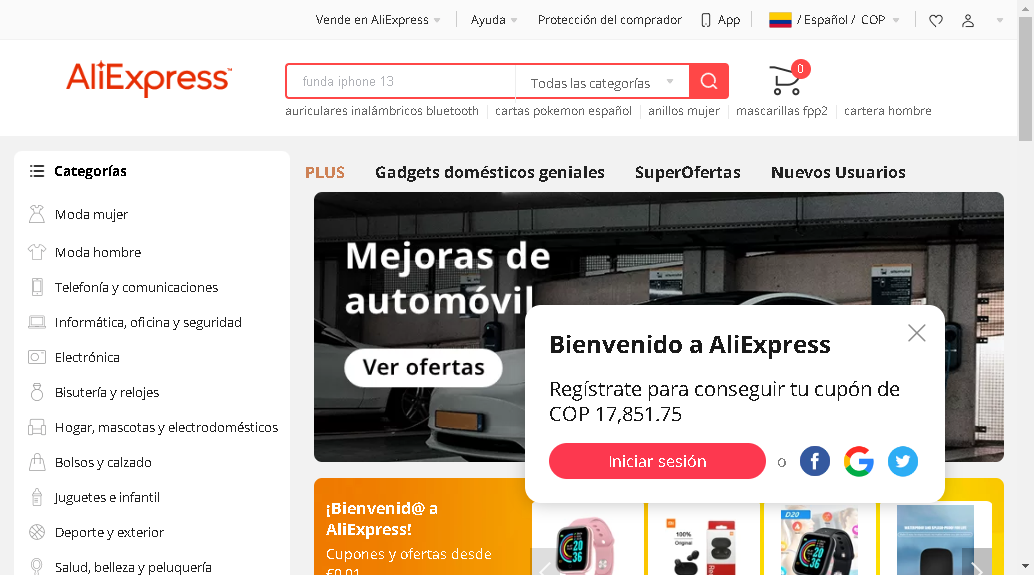 Vende en AliExpress
Ayuda
Protección del comprador
App
/ Español / COP
AliExpress
funda iphone 13
Todas las categorías
0
auriculares inalámbricos bluetooth
cartas pokemon español
anillos mujer
mascarillas fpp2
cartera hombre
Categorías
Moda mujer
Moda hombre
Telefonía y comunicaciones
Informática, oficina y seguridad
Electrónica
Bisutería y relojes
Hogar, mascotas y electrodomésticos
Bolsos y calzado
Juguetes e infantil
Deporte y exterior
Salud, belleza y peluquería
PLUS
Gadgets domésticos geniales
SuperOfertas
Nuevos Usuarios
Mejoras de
automóvil
Ver ofertas
Bienvenido a AliExpress
Regístrate para conseguir tu cupón de
COP 17,851.75
Iniciar sesión
o
¡Bienvenid@ a
AliExpress!
Cupones y ofertas desde
€0,01
100%
Original
D20